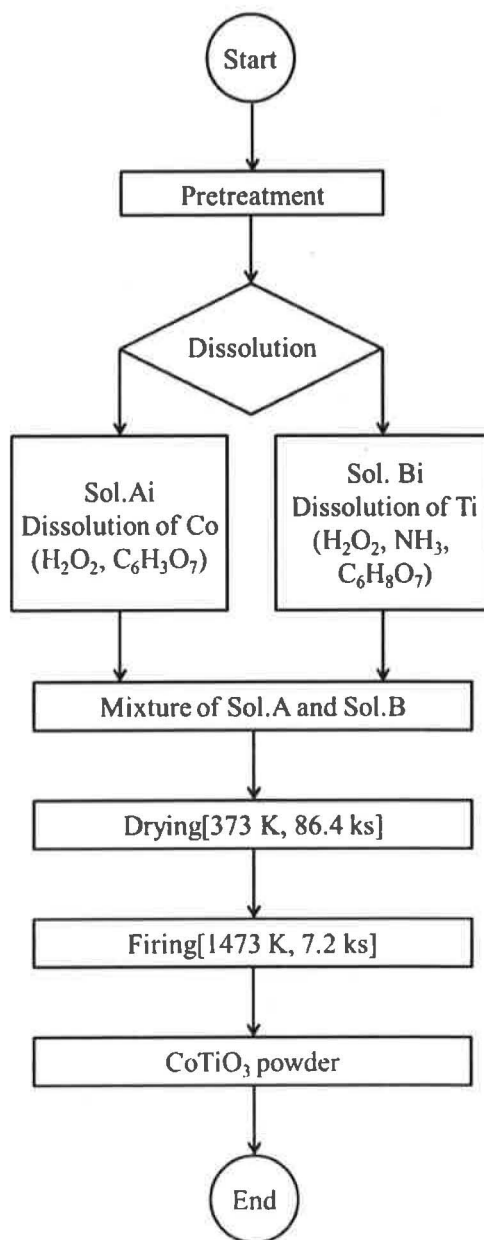 Start
Pretreatment
Dissolution
Sol.Ai
Dissolution of Co
(H₂O₂, C₆H₃O₇)
Sol. Bi
Dissolution of Ti
(H₂O₂, NH₃,
C₆H₈O₇)
Mixture of Sol.A and Sol.B
Drying[373 K, 86.4 ks]
Firing[1473 K, 7.2 ks]
CoTiO₃ powder
End